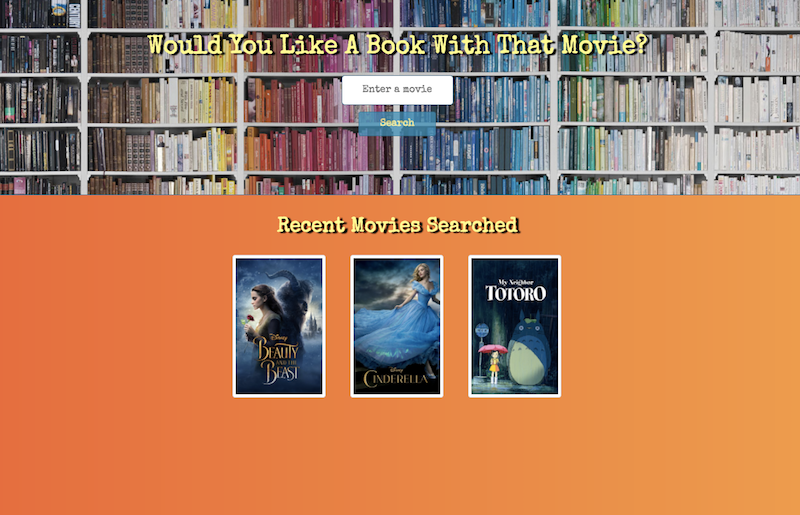 Would You Like A Book With That Movie?
Enter a movie
Search
Recent Movies Searched
Disney
BEAUTY
AND THE
BEAST
Disney
CINDERELLA
My Neighbor
TOTORO